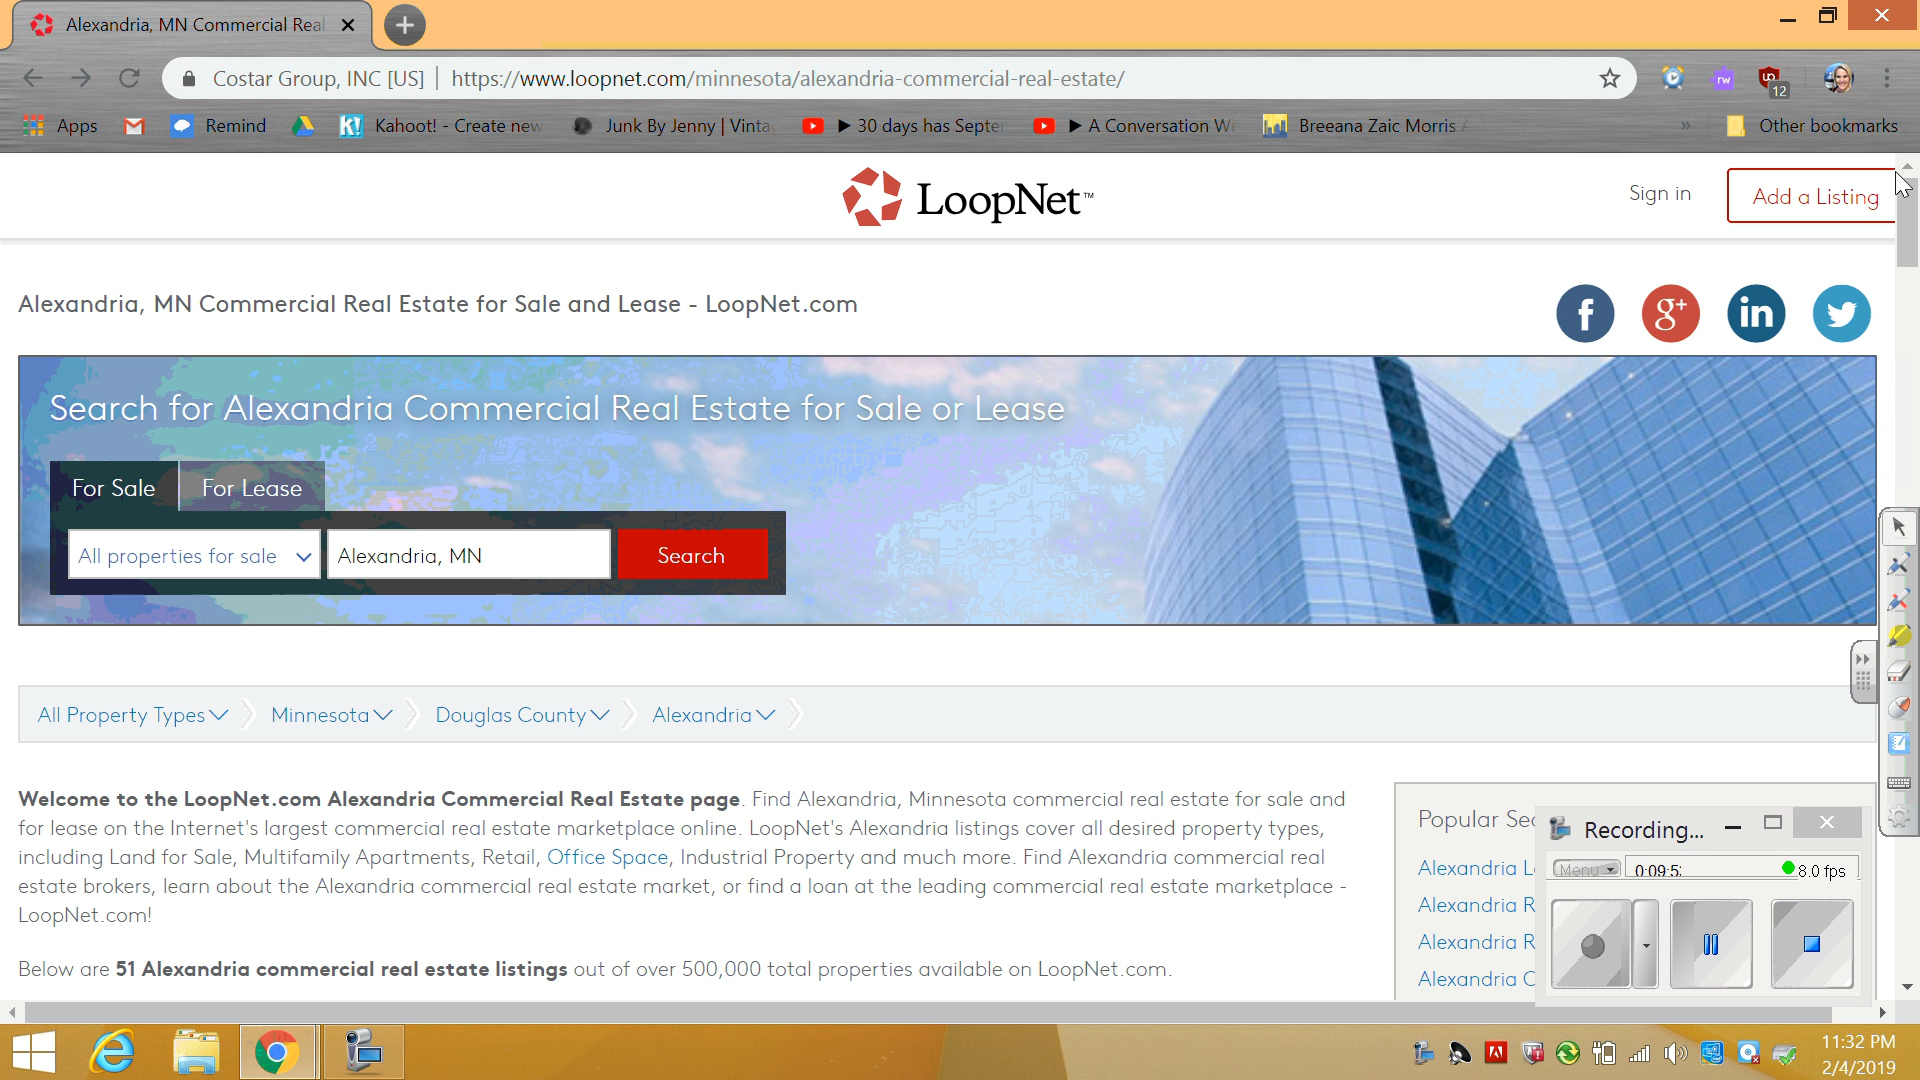 Alexandria, MN Commercial Real
Costar Group, INC [US] | https://www.loopnet.com/minnesota/alexandria-commercial-real-estate/
rw
12
Apps
Remind
K! Kahoot! - Create new
Junk By Jenny | Vinta
▶ 30 days has Septe
▶ A Conversation Wi
Breeana Zaic Morris
» Other bookmarks
LoopNet™
Sign in
Add a Listing
Alexandria, MN Commercial Real Estate for Sale and Lease - LoopNet.com
f g+ in
Search for Alexandria Commercial Real Estate for Sale or Lease
For Sale
For Lease
All properties for sale
Alexandria, MN
Search
All Property Types
Minnesota
Douglas County
Alexandria
Welcome to the LoopNet.com Alexandria Commercial Real Estate page. Find Alexandria, Minnesota commercial real estate for sale and
for lease on the Internet's largest commercial real estate marketplace online. LoopNet's Alexandria listings cover all desired property types,
including Land for Sale, Multifamily Apartments, Retail, Office Space, Industrial Property and much more. Find Alexandria commercial real
estate brokers, learn about the Alexandria commercial real estate market, or find a loan at the leading commercial real estate marketplace -
LoopNet.com!
Below are 51 Alexandria commercial real estate listings out of over 500,000 total properties available on LoopNet.com.
Popular Sec
Alexandria L
Alexandria R
Alexandria R
Alexandria C
Recording...
Menu
0:09:5
8.0 fps
11:32 PM
2/4/2019